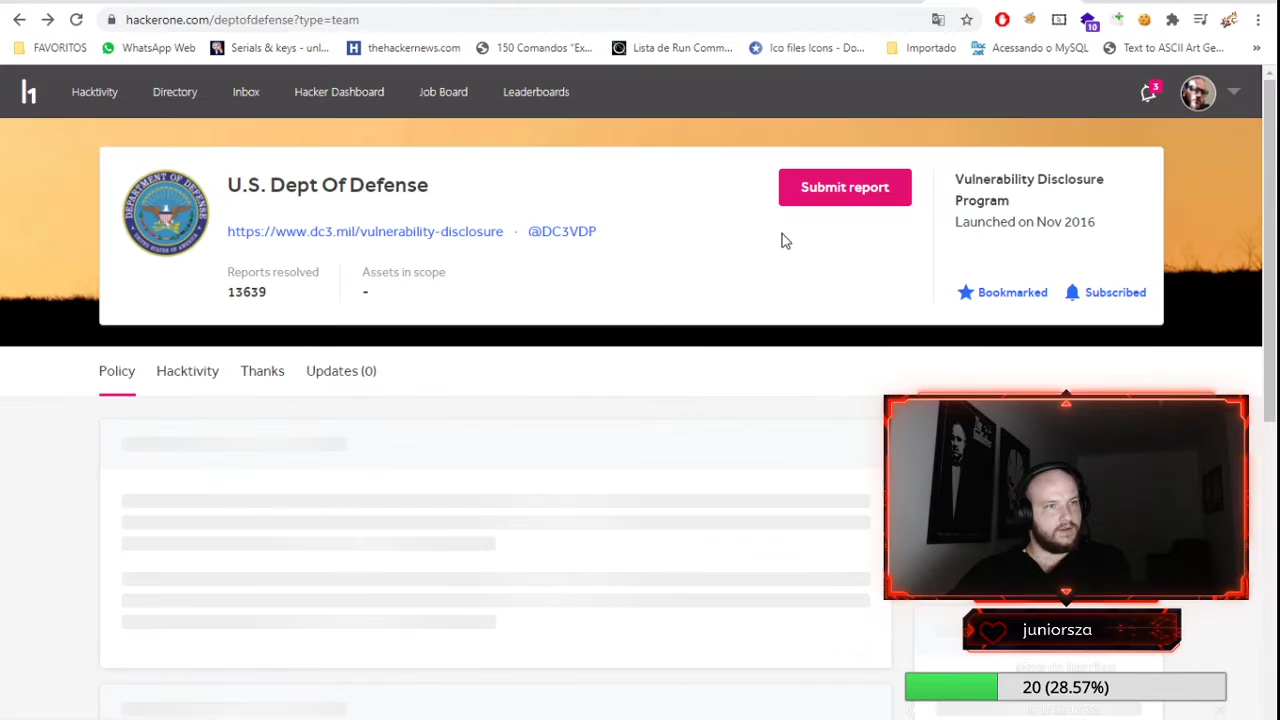 hackerone.com/deptofdefense?type=team
10
FAVORITOS WhatsApp Web Serials & keys - unl... thehackernews.com 150 Comandos "Ex... Lista de Run Comm... Ico files Icons - Do... Importado Acessando o MySQL Text to ASCII Art Ge... »
Hacktivity Directory Inbox Hacker Dashboard Job Board Leaderboards 3
DEPARTMENT OF DEFENSE
U.S. Dept Of Defense
https://www.dc3.mil/vulnerability-disclosure · @DC3VDP
Reports resolved Assets in scope
13639 -
Submit report
Vulnerability Disclosure
Program
Launched on Nov 2016
Bookmarked Subscribed
Policy Hacktivity Thanks Updates (0)
juniorsza
20 (28.57%)